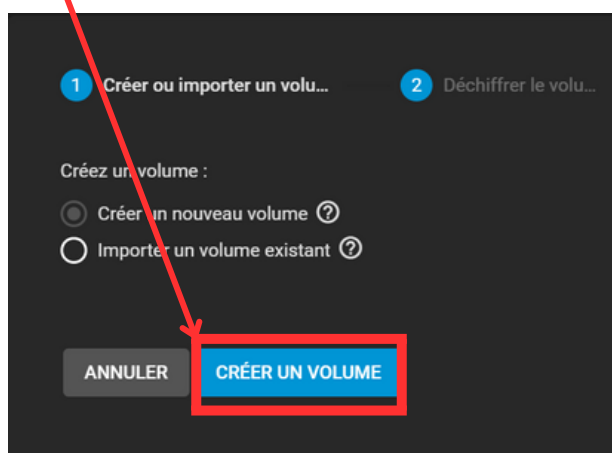 1 Créer ou importer un volu...
2 Déchiffrer le volu...
Créez un volume :
Créer un nouveau volume ?
Importer un volume existant ?
ANNULER
CRÉER UN VOLUME